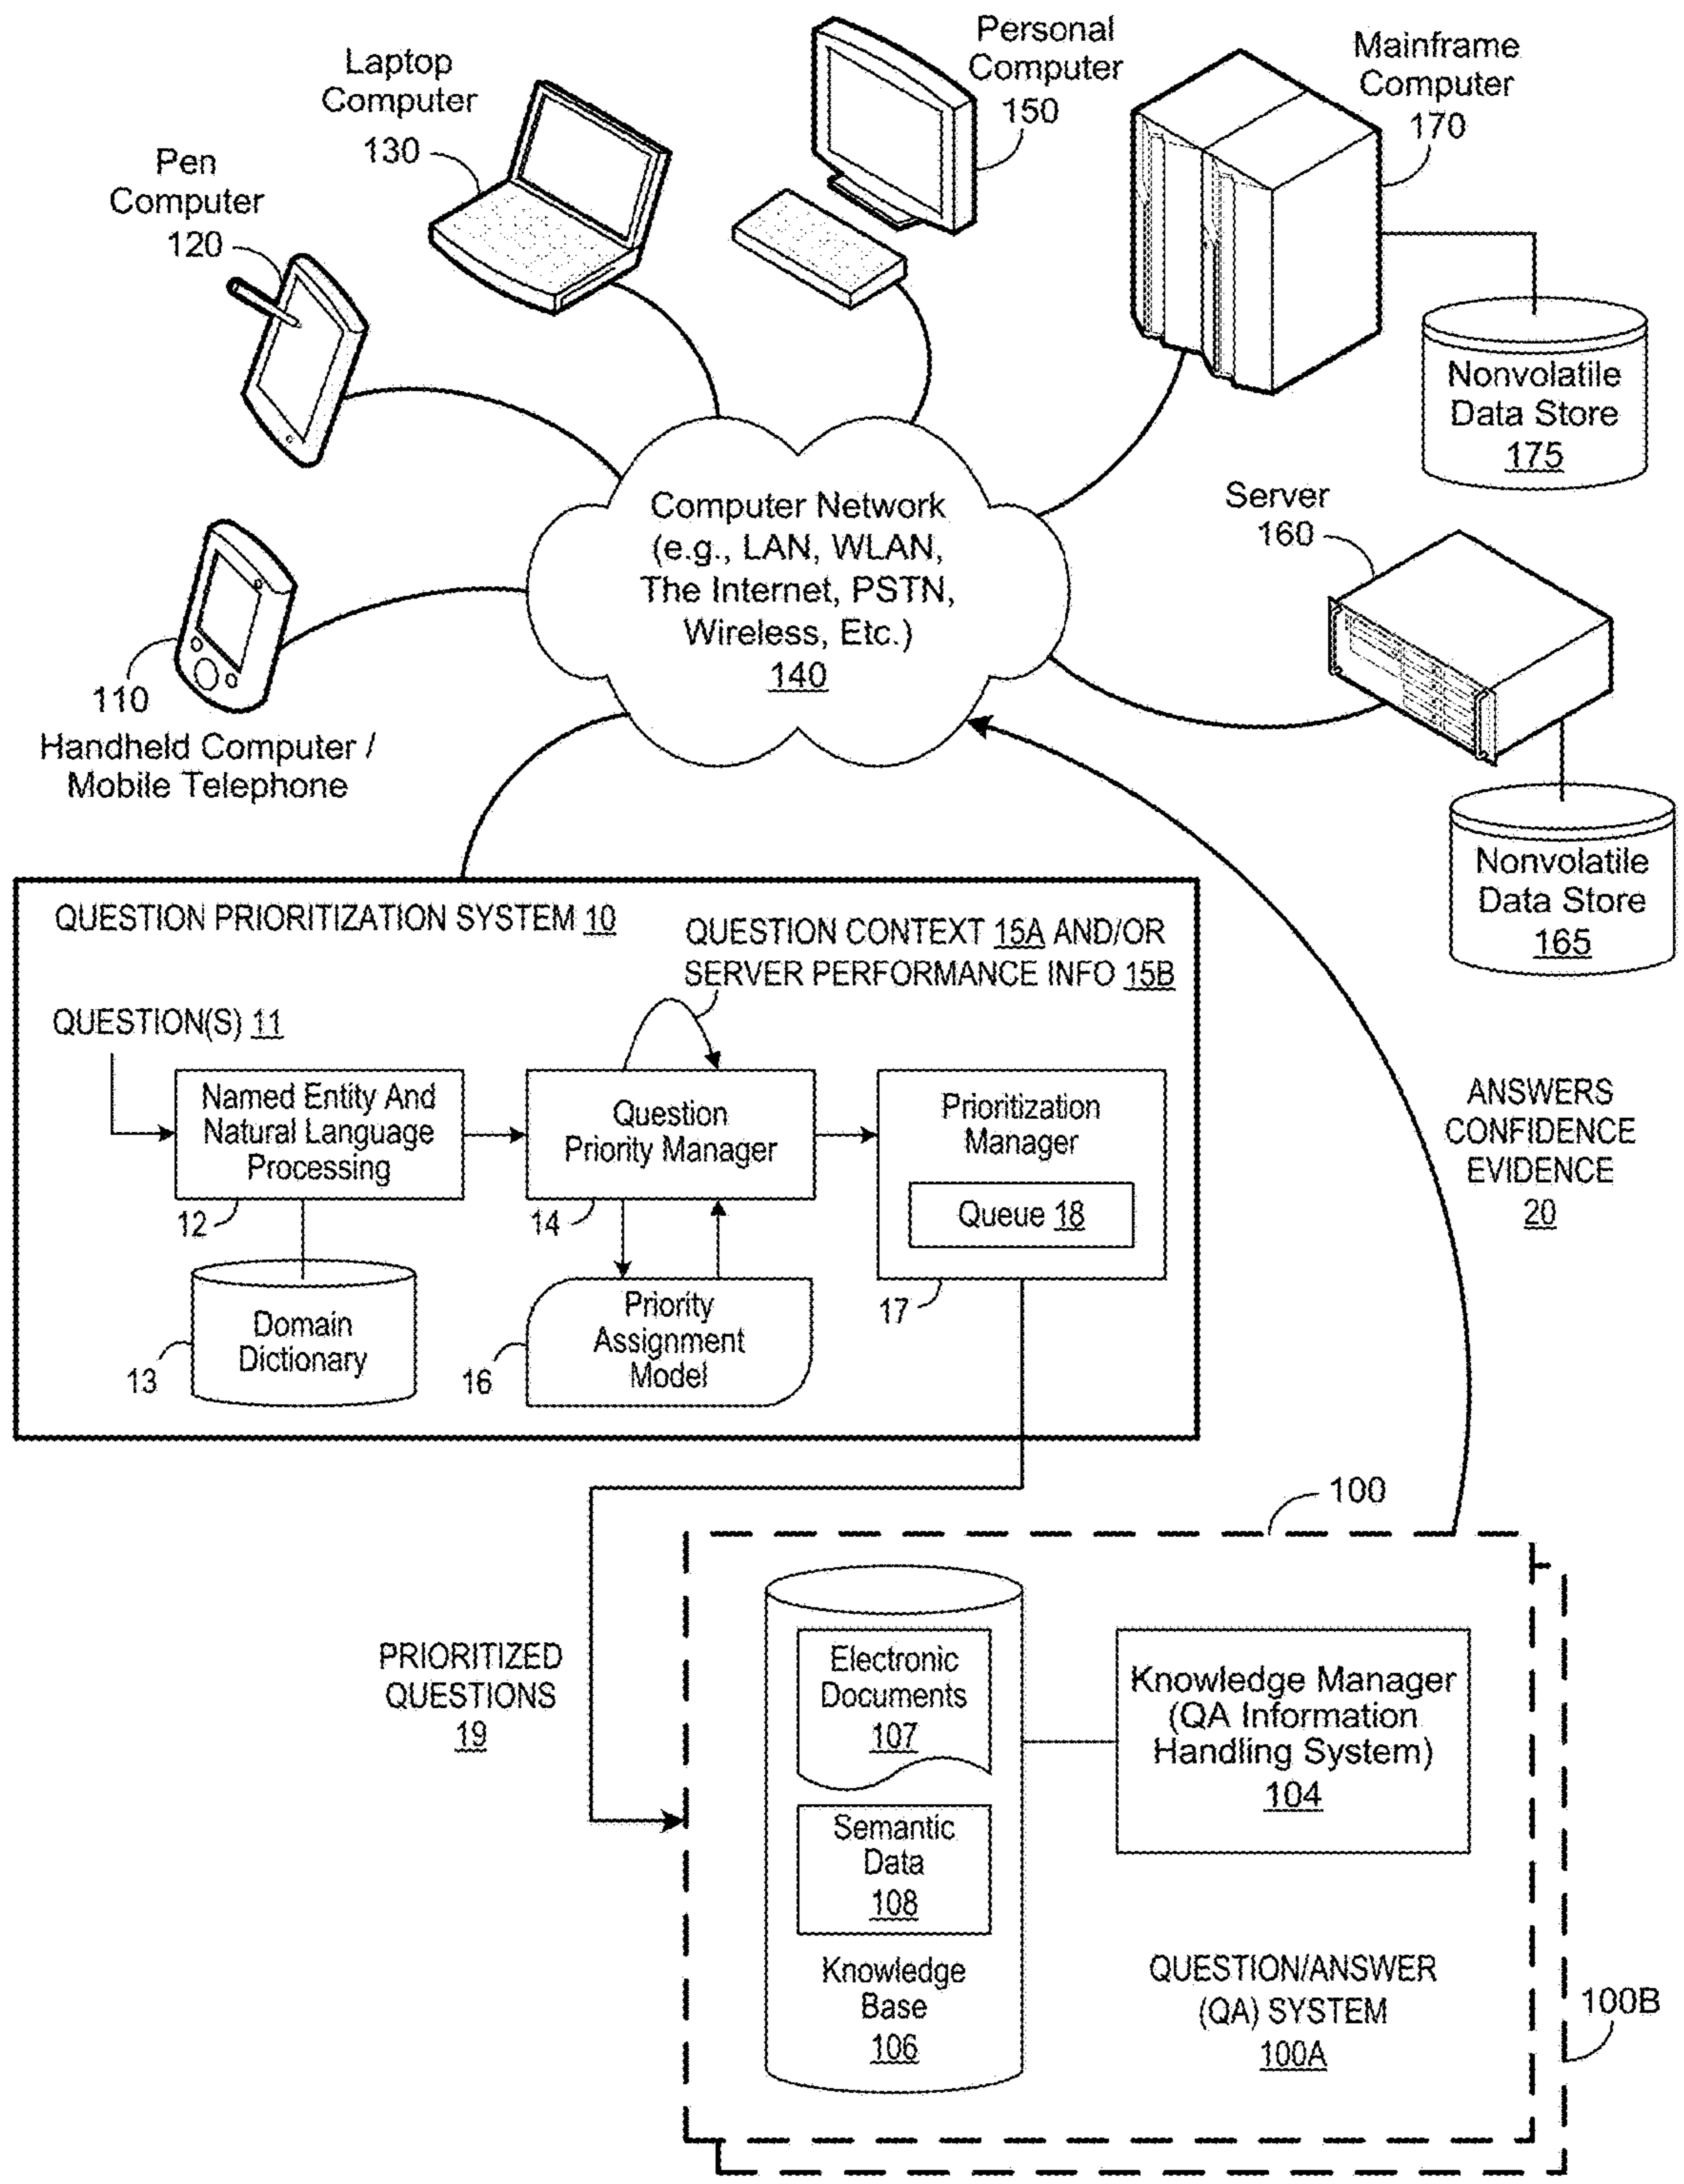 Personal
Computer
150
Mainframe
Computer
170
Laptop
Computer
130
Pen
Computer
120
Nonvolatile
Data Store
175
Server
160
Computer Network
(e.g., LAN, WLAN,
The Internet, PSTN,
Wireless, Etc.)
140
110
Handheld Computer /
Mobile Telephone
Nonvolatile
Data Store
165
QUESTION PRIORITIZATION SYSTEM 10
QUESTION CONTEXT 15A AND/OR
SERVER PERFORMANCE INFO 15B
QUESTION(S) 11
Named Entity And
Natural Language
Processing
12
Question
Priority Manager
14
Prioritization
Manager
Queue 18
17
Domain
Dictionary
13
Priority
Assignment
Model
16
ANSWERS
CONFIDENCE
EVIDENCE
20
100
PRIORITIZED
QUESTIONS
19
Electronic
Documents
107
Semantic
Data
108
Knowledge
Base
106
Knowledge Manager
(QA Information
Handling System)
104
QUESTION/ANSWER
(QA) SYSTEM
100A
100B